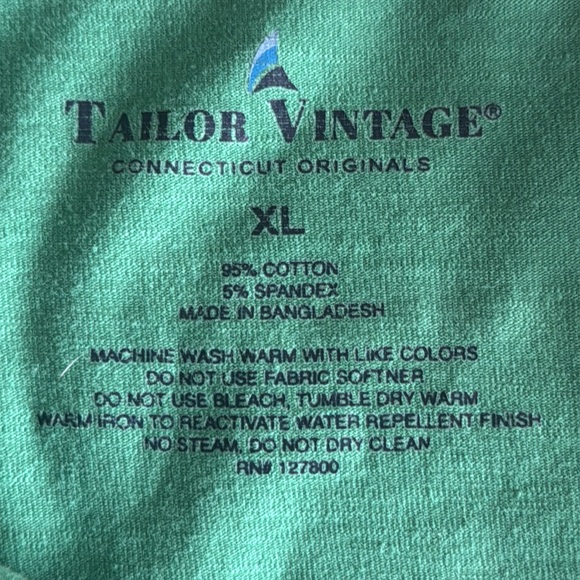 TAILOR VINTAGE®
CONNECTICUT ORIGINALS
XL
95% COTTON
5% SPANDEX
MADE IN BANGLADESH
MACHINE WASH WARM WITH LIKE COLORS
DO NOT USE FABRIC SOFTNER
DO NOT USE BLEACH, TUMBLE DRY WARM
WARM IRON TO REACTIVATE WATER REPELLENT FINISH
NO STEAM, DO NOT DRY CLEAN
RN# 127800